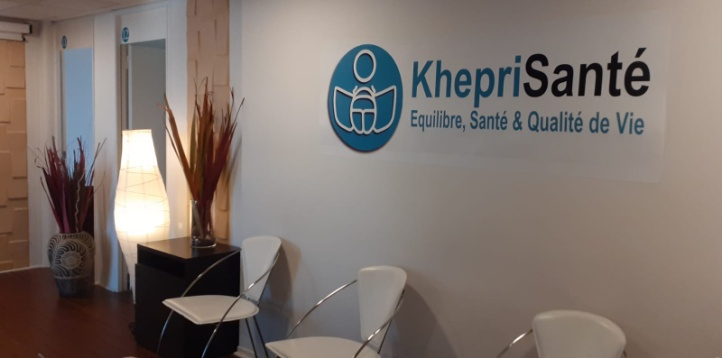 KhepriSanté
Equilibre, Santé & Qualité de Vie